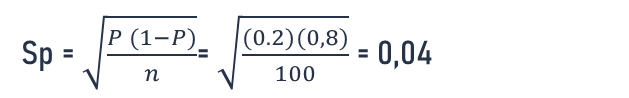 Sp = √(P (1−P) / n) = √((0.2)(0,8) / 100) = 0,04